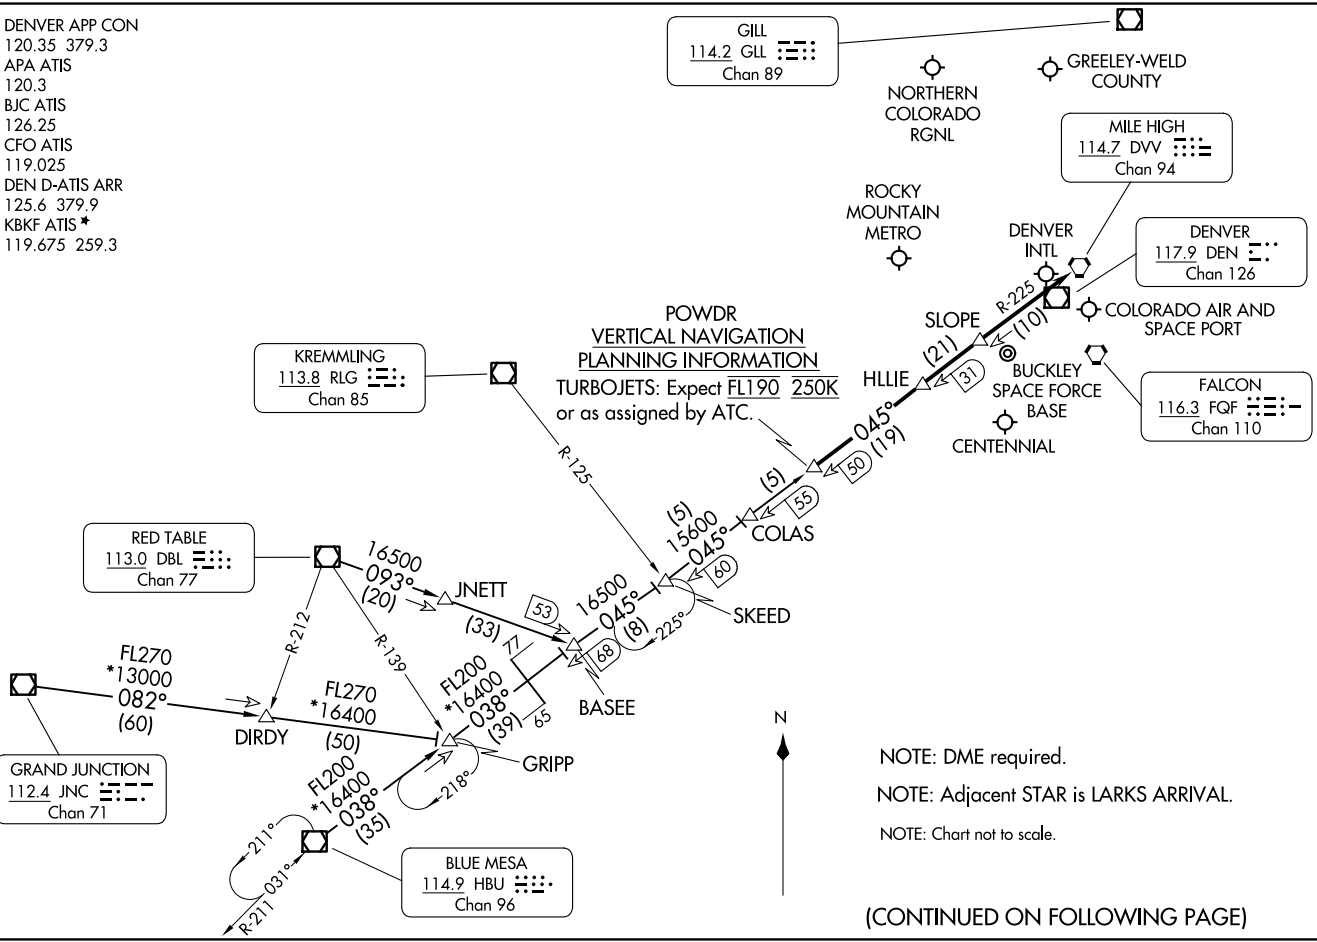 DENVER APP CON
120.35 379.3
APA ATIS
120.3
BJC ATIS
126.25
CFO ATIS
119.025
DEN D-ATIS ARR
125.6 379.9
KBKF ATIS *
119.675 259.3
GILL
114.2 GLL
Chan 89
NORTHERN
COLORADO
RGNL
GREELEY-WELD
COUNTY
MILE HIGH
114.7 DVV
Chan 94
ROCKY
MOUNTAIN
METRO
DENVER
INTL
DENVER
117.9 DEN
Chan 126
R-225
COLORADO AIR AND
SPACE PORT
SLOPE
(10)
(21)
HLLIE
31
BUCKLEY
SPACE FORCE
BASE
FALCON
116.3 FQF
Chan 110
CENTENNIAL
POWDR
VERTICAL NAVIGATION
PLANNING INFORMATION
TURBOJETS: Expect FL190 250K
or as assigned by ATC.
045°
(19)
50
KREMMLING
113.8 RLG
Chan 85
R-125
(5)
55
COLAS
(5)
15600
045°
60
SKEED
RED TABLE
113.0 DBL
Chan 77
16500
093°
(20)
JNETT
(33)
53
16500
045°
(8)
225°
68
BASEE
R-212
R-139
77
65
FL200
*16400
038°
(39)
FL270
*13000
082°
(60)
DIRDY
FL270
*16400
(50)
GRIPP
218°
GRAND JUNCTION
112.4 JNC
Chan 71
FL200
*16400
038°
(35)
211°
031°
R-211
BLUE MESA
114.9 HBU
Chan 96
N
NOTE: DME required.
NOTE: Adjacent STAR is LARKS ARRIVAL.
NOTE: Chart not to scale.
(CONTINUED ON FOLLOWING PAGE)